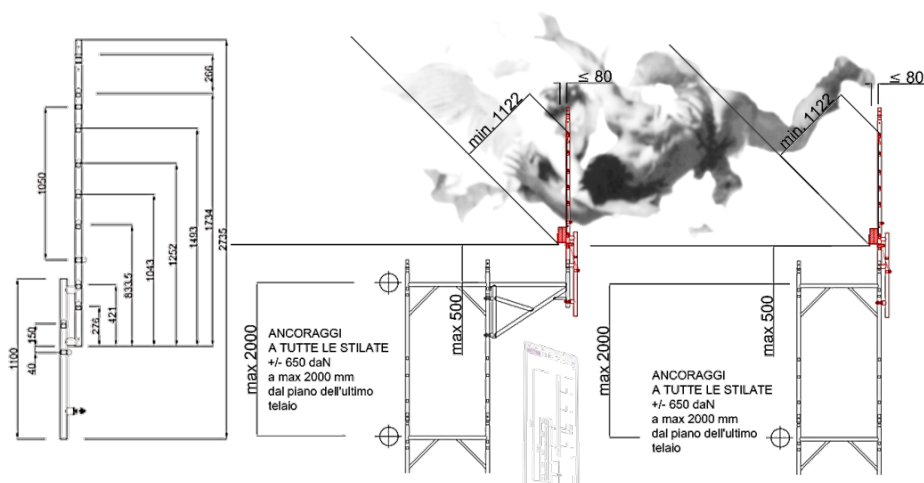 266
1050
1734
2735
1493
1252
1043
833.5
421
276
1100
150
40
≤ 80
min. 1122
max 500
max 2000
ANCORAGGI
A TUTTE LE STILATE
+/- 650 daN
a max 2000 mm
dal piano dell'ultimo
telaio
≤ 80
min. 1122
max 500
max 2000
ANCORAGGI
A TUTTE LE STILATE
+/- 650 daN
a max 2000 mm
dal piano dell'ultimo
telaio